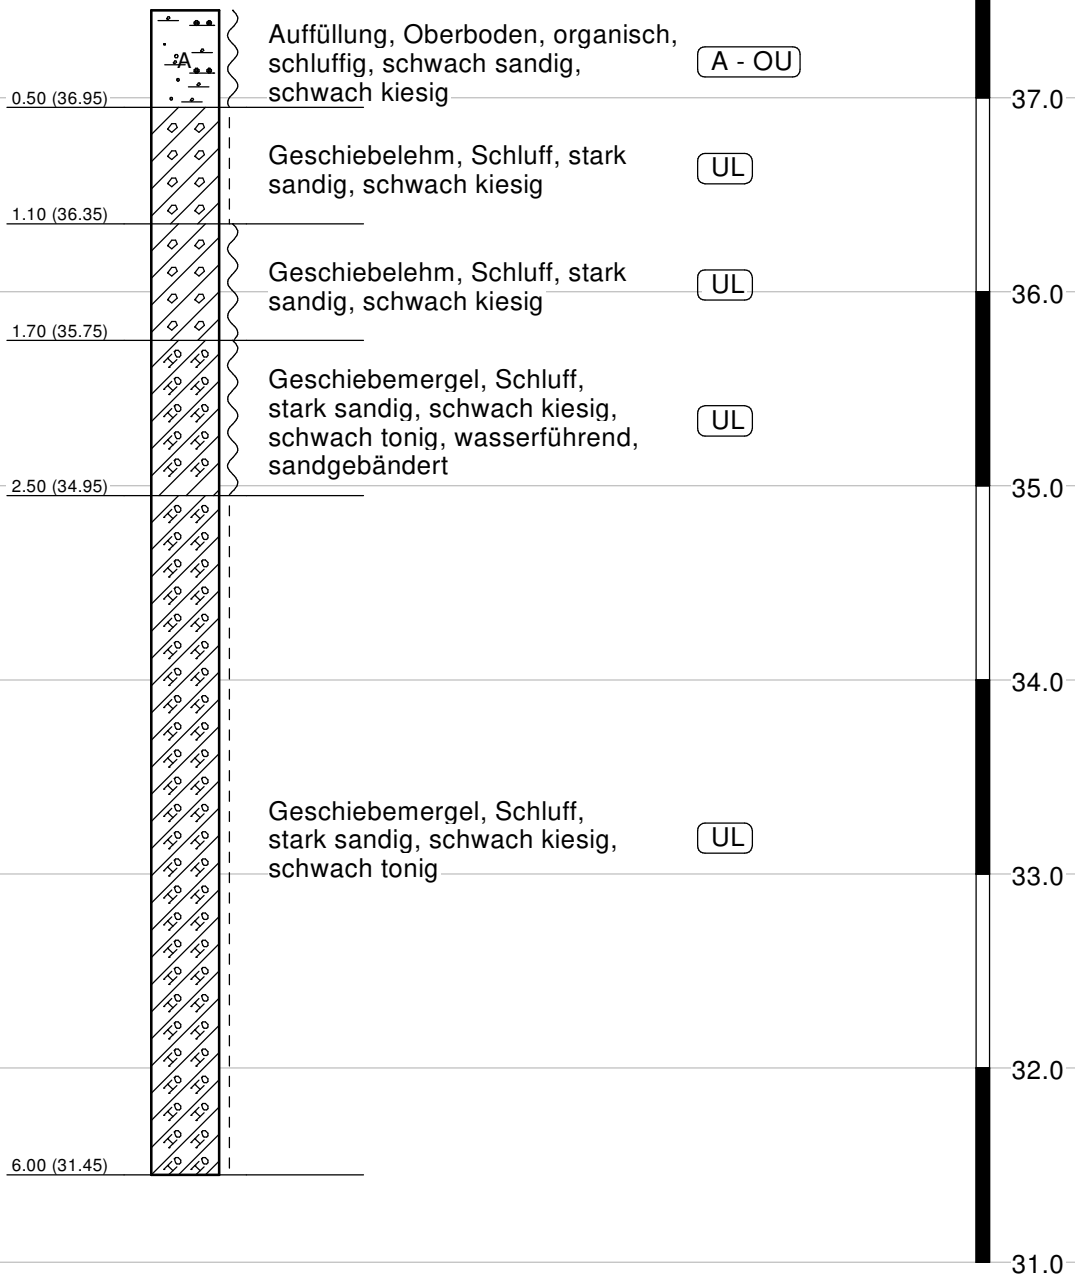 Auffüllung, Oberboden, organisch,
schluffig, schwach sandig,
schwach kiesig
A - OU
A
0.50 (36.95)
37.0
Geschiebelehm, Schluff, stark
sandig, schwach kiesig
UL
1.10 (36.35)
Geschiebelehm, Schluff, stark
sandig, schwach kiesig
UL
36.0
1.70 (35.75)
Geschiebemergel, Schluff,
stark sandig, schwach kiesig,
schwach tonig, wasserführend,
sandgebändert
UL
2.50 (34.95)
35.0
34.0
Geschiebemergel, Schluff,
stark sandig, schwach kiesig,
schwach tonig
UL
33.0
32.0
6.00 (31.45)
31.0